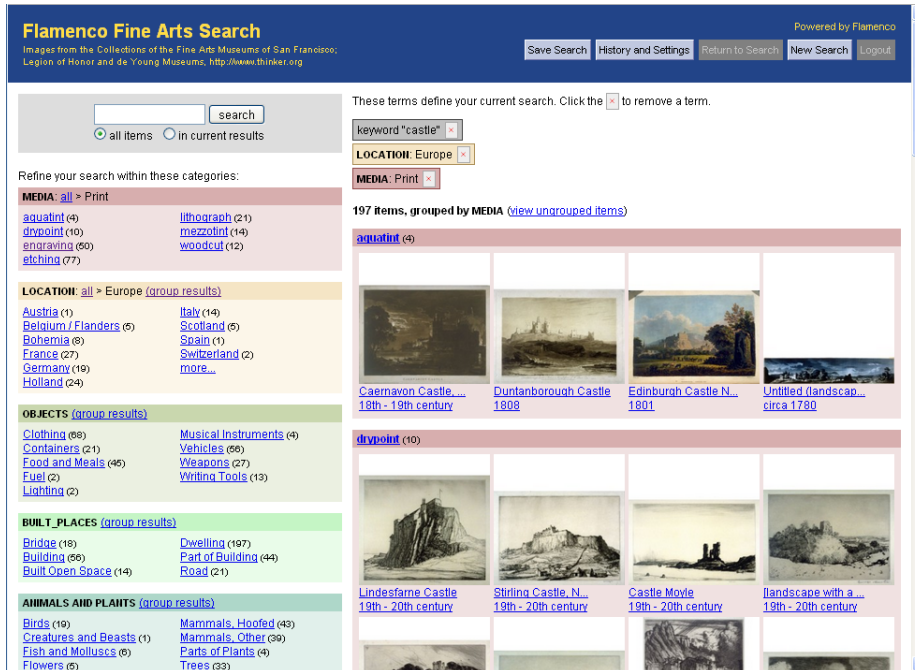 Flamenco Fine Arts Search
Images from the Collections of the Fine Arts Museums of San Francisco;
Legion of Honor and de Young Museums, http://www.thinker.org
Powered by Flamenco
Save Search History and Settings Return to Search New Search Logout
search
all items in current results
Refine your search within these categories:
MEDIA: all > Print
aquatint (4) lithograph (21)
drypoint (10) mezzotint (14)
engraving (50) woodcut (12)
etching (77)
LOCATION: all > Europe (group results)
Austria (1) Italy (14)
Belgium / Flanders (5) Scotland (5)
Bohemia (8) Spain (1)
France (27) Switzerland (2)
Germany (19) more...
Holland (24)
OBJECTS (group results)
Clothing (68) Musical Instruments (4)
Containers (21) Vehicles (56)
Food and Meals (45) Weapons (27)
Fuel (2) Writing Tools (13)
Lighting (2)
BUILT_PLACES (group results)
Bridge (18) Dwelling (197)
Building (56) Part of Building (44)
Built Open Space (14) Road (21)
ANIMALS AND PLANTS (group results)
Birds (19) Mammals, Hoofed (43)
Creatures and Beasts (1) Mammals, Other (39)
Fish and Molluscs (6) Parts of Plants (4)
Flowers (5) Trees (33)
These terms define your current search. Click the × to remove a term.
keyword "castle" ×
LOCATION: Europe ×
MEDIA: Print ×
197 items, grouped by MEDIA (view ungrouped items)
aquatint (4)
Caernavon Castle, ... Duntanborough Castle Edinburgh Castle N... Untitled (landscap...
18th - 19th century 1808 1801 circa 1780
drypoint (10)
Lindesfarne Castle Stirling Castle, N... Castle Moyle [landscape with a ...
19th - 20th century 19th - 20th century 19th - 20th century 19th - 20th century